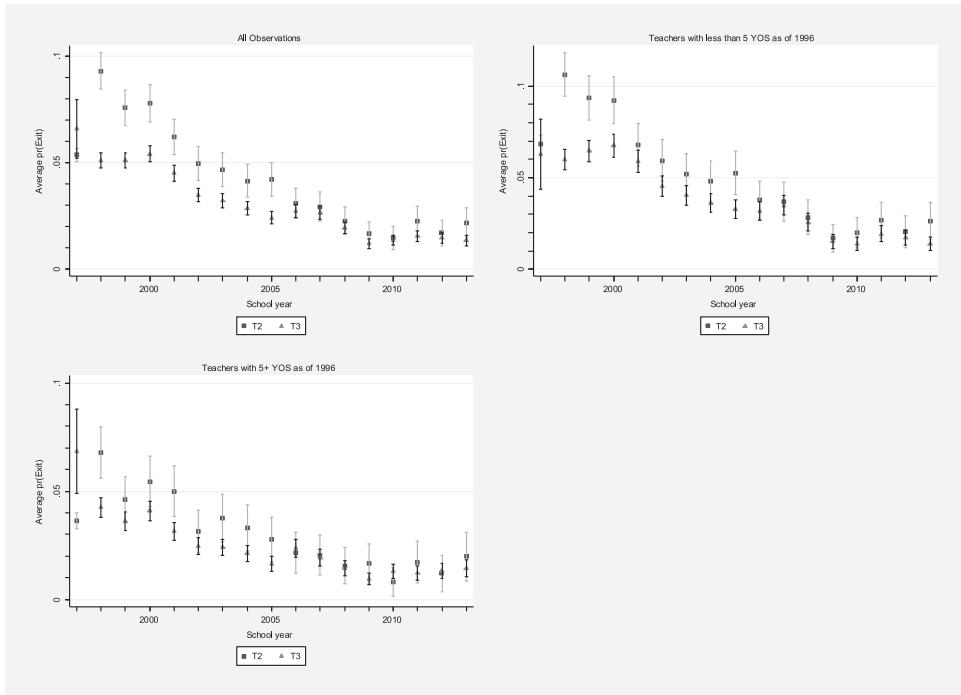 All Observations
Average pr(Exit)
.1
.05
0
2000 2005 2010
School year
T2 T3
Teachers with less than 5 YOS as of 1996
Average pr(Exit)
.1
.05
0
2000 2005 2010
School year
T2 T3
Teachers with 5+ YOS as of 1996
Average pr(Exit)
.1
.05
0
2000 2005 2010
School year
T2 T3